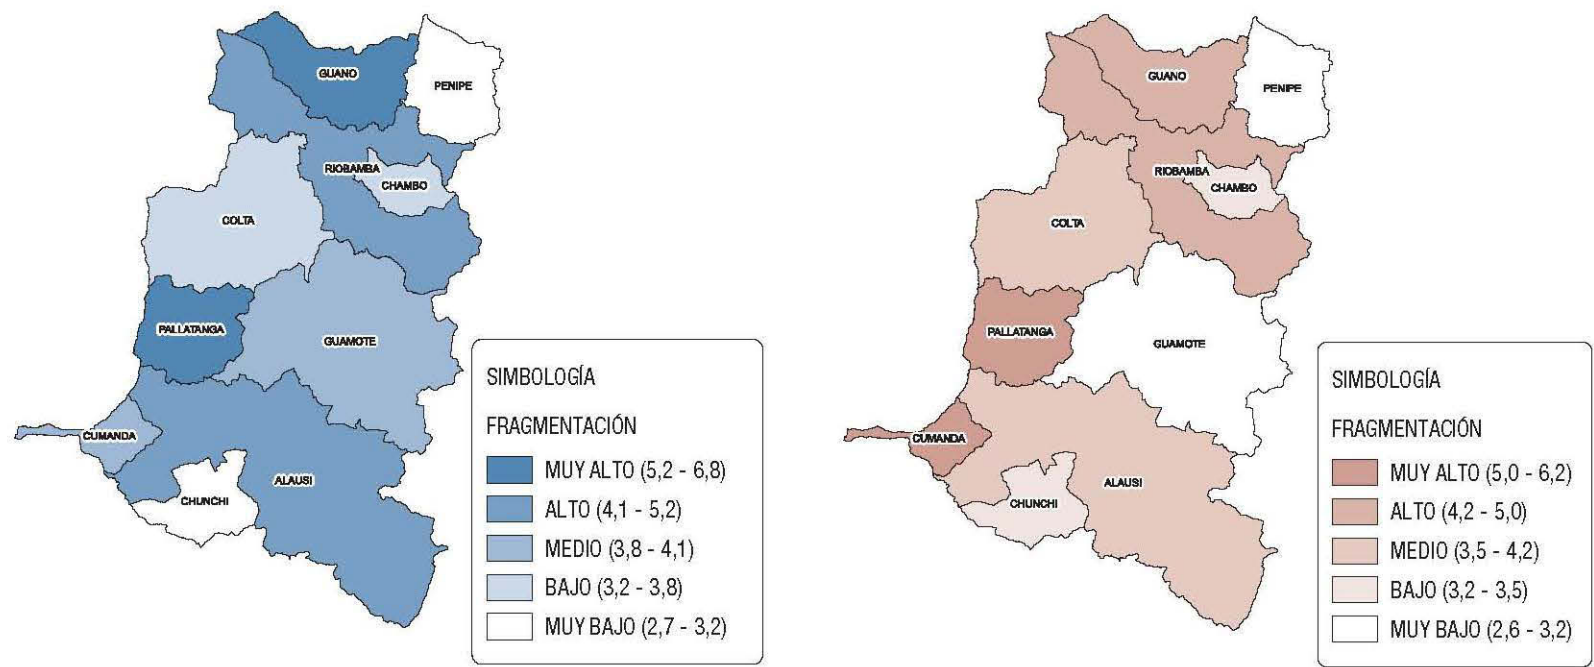 GUANO
PENIPE
RIOBAMBA
CHAMBO
COLTA
PALLATANGA
GUAMOTE
CUMANDA
ALAUSI
CHUNCHI
SIMBOLOGÍA
FRAGMENTACIÓN
MUY ALTO (5,2 - 6,8)
ALTO (4,1 - 5,2)
MEDIO (3,8 - 4,1)
BAJO (3,2 - 3,8)
MUY BAJO (2,7 - 3,2)
GUANO
PENIPE
RIOBAMBA
CHAMBO
COLTA
PALLATANGA
GUAMOTE
CUMANDA
ALAUSI
CHUNCHI
SIMBOLOGÍA
FRAGMENTACIÓN
MUY ALTO (5,0 - 6,2)
ALTO (4,2 - 5,0)
MEDIO (3,5 - 4,2)
BAJO (3,2 - 3,5)
MUY BAJO (2,6 - 3,2)